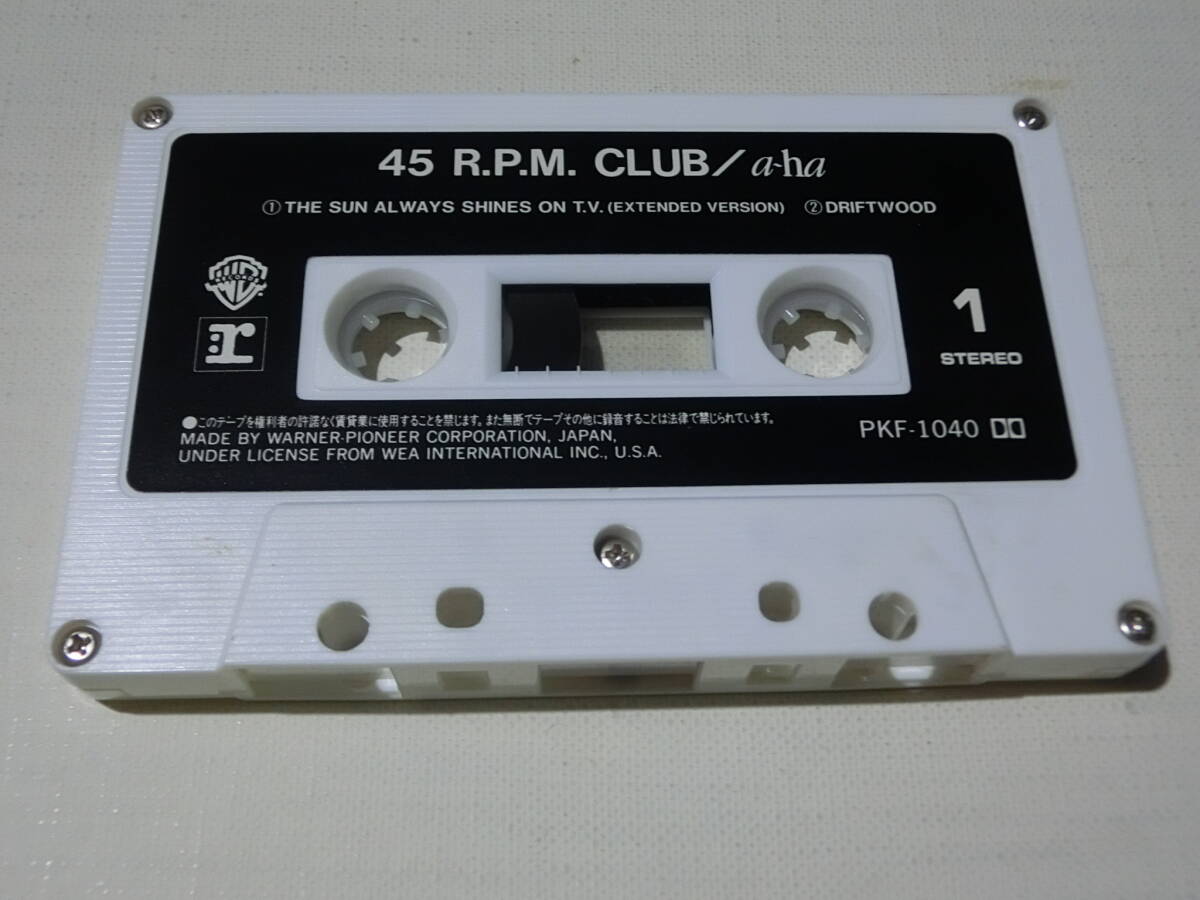 45 R.P.M. CLUB/a-ha
①THE SUN ALWAYS SHINES ON T.V. (EXTENDED VERSION) ②DRIFTWOOD
RECORDS
r
1
STEREO
●このテープを権利者の許諾なく賃貸業に使用することを禁じます。また無断でテープその他に録音することは法律で禁じられています。
MADE BY WARNER-PIONEER CORPORATION, JAPAN,
UNDER LICENSE FROM WEA INTERNATIONAL INC., U.S.A.
PKF-1040